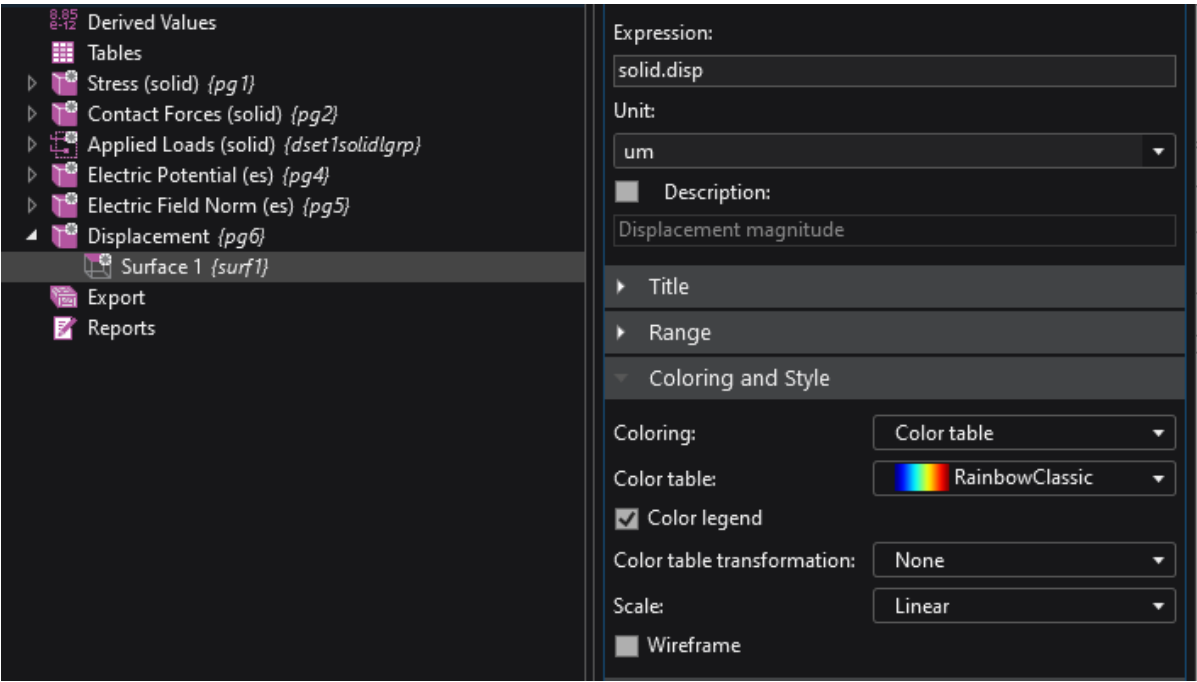 8.85
e-12 Derived Values
Tables
Stress (solid) {pg1}
Contact Forces (solid) {pg2}
Applied Loads (solid) {dset1solidlgrp}
Electric Potential (es) {pg4}
Electric Field Norm (es) {pg5}
Displacement {pg6}
Surface 1 {surf1}
Export
Reports
Expression:
solid.disp
Unit:
um
Description:
Displacement magnitude
Title
Range
Coloring and Style
Coloring: Color table
Color table: RainbowClassic
Color legend
Color table transformation: None
Scale: Linear
Wireframe